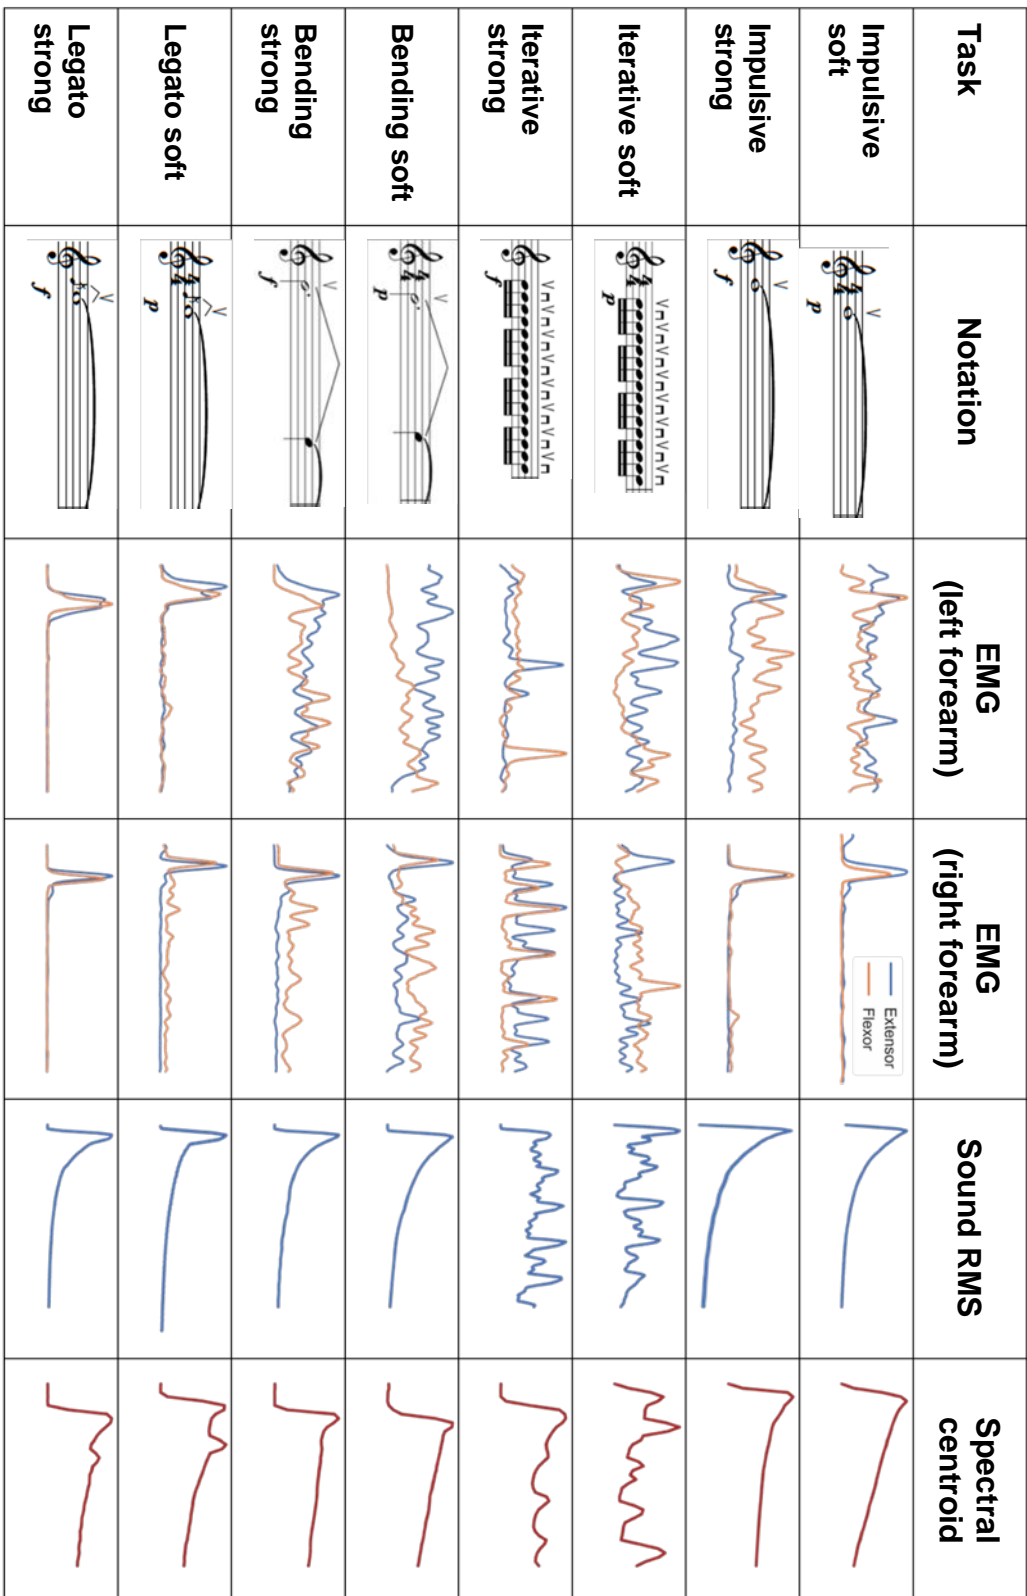 Task
Notation
EMG
(left forearm)
EMG
(right forearm)
Sound RMS
Spectral
centroid
Impulsive
soft
p
Extensor
Flexor
Impulsive
strong
f
Iterative soft
p
Iterative
strong
f
Bending soft
p
Bending
strong
f
Legato soft
p
Legato
strong
f